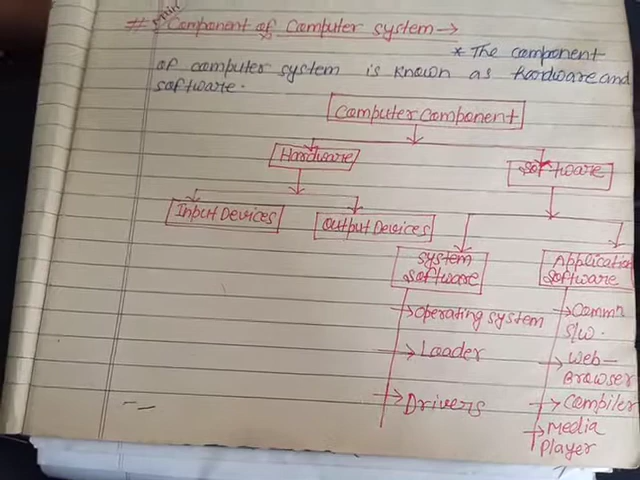 # Component of Computer system →
* The component
of computer system is known as hardware and
software.
Computer Component
Hardware
Software
Input Devices
Output Devices
System
Software
Application
Software
→ Operating system
→ Loader
→ Drivers
→ Commn
S/W.
→ Web-
Browser
→ Compiler
→ Media
Player